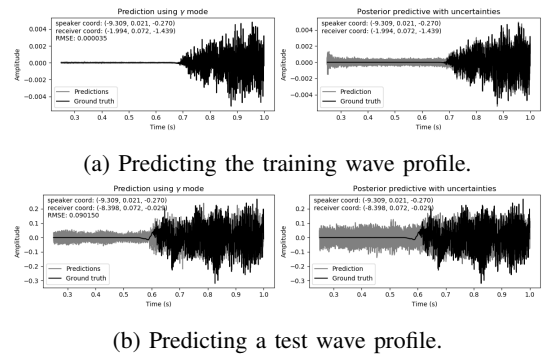 Prediction using γ mode
speaker coord: (-9.309, 0.021, -0.270)
receiver coord: (-1.994, 0.072, -1.439)
RMSE: 0.000035
Amplitude
0.004
0.002
0.000
−0.002
−0.004
Predictions
Ground truth
0.3 0.4 0.5 0.6 0.7 0.8 0.9 1.0
Time (s)
Posterior predictive with uncertainties
speaker coord: (-9.309, 0.021, -0.270)
receiver coord: (-1.994, 0.072, -1.439)
Amplitude
0.004
0.002
0.000
−0.002
−0.004
Predictions
Ground truth
0.3 0.4 0.5 0.6 0.7 0.8 0.9 1.0
Time (s)
(a) Predicting the training wave profile.
Prediction using γ mode
speaker coord: (-9.309, 0.021, -0.270)
receiver coord: (-8.398, 0.072, -0.029)
RMSE: 0.090150
Amplitude
0.2
0.1
0.0
−0.1
−0.2
−0.3
Predictions
Ground truth
0.3 0.4 0.5 0.6 0.7 0.8 0.9 1.0
Time (s)
Posterior predictive with uncertainties
speaker coord: (-9.309, 0.021, -0.270)
receiver coord: (-8.398, 0.072, -0.029)
Amplitude
0.2
0.1
0.0
−0.1
−0.2
−0.3
Prediction
Ground truth
0.3 0.4 0.5 0.6 0.7 0.8 0.9 1.0
Time (s)
(b) Predicting a test wave profile.